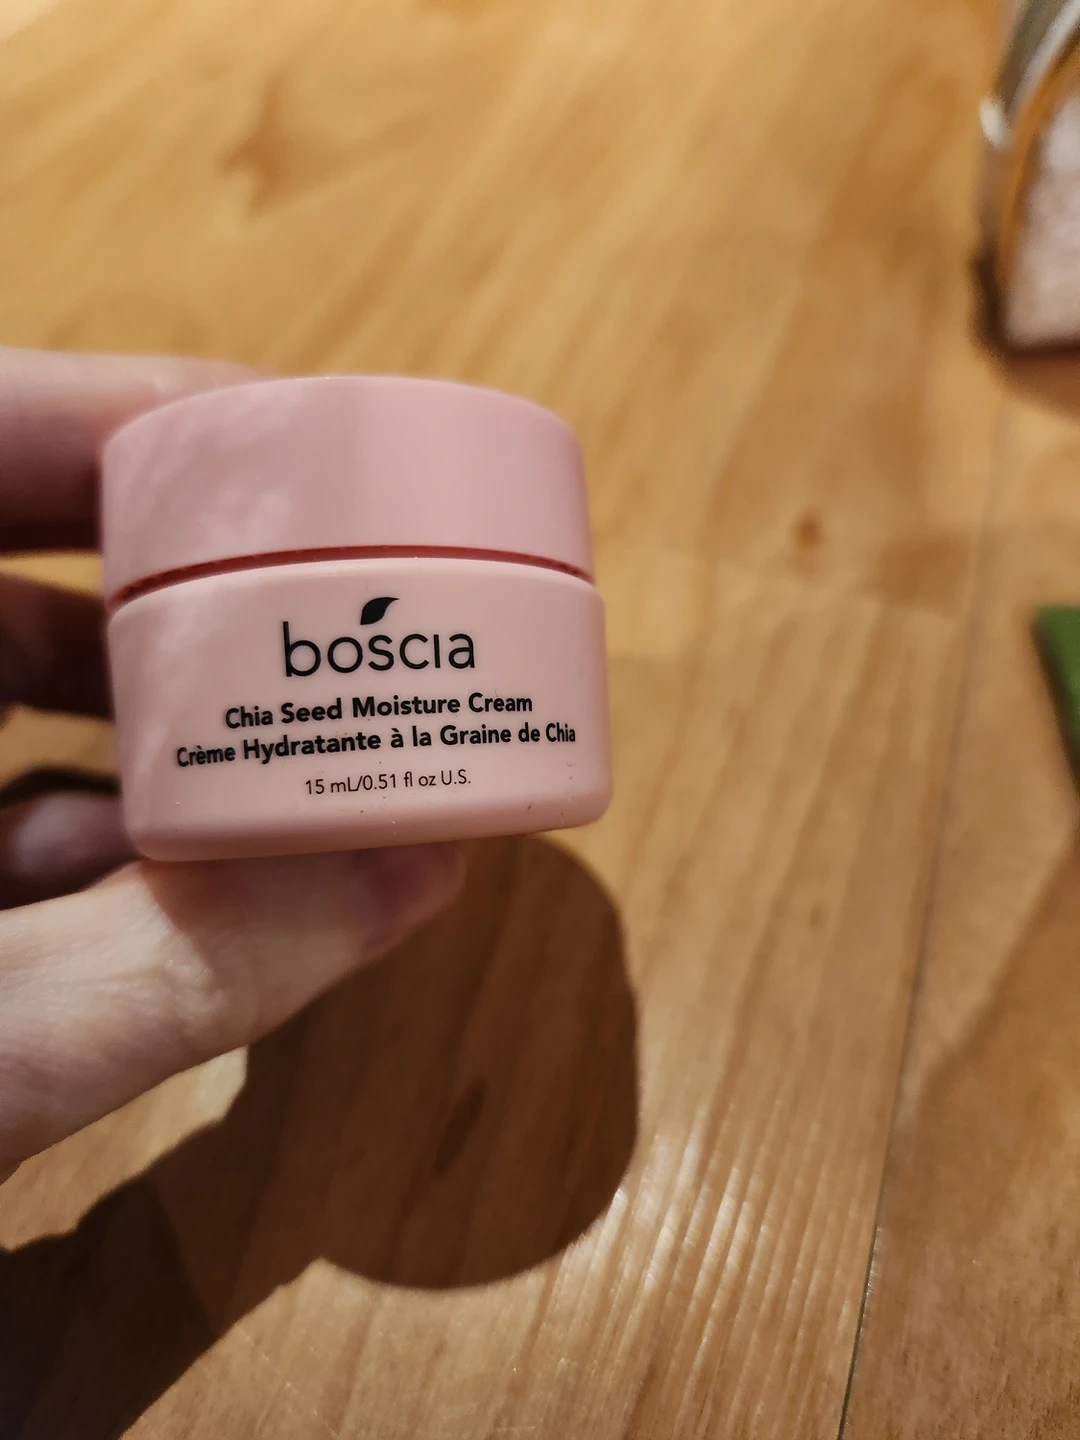 boscia
Chia Seed Moisture Cream
Crème Hydratante à la Graine de Chia
15 mL/0.51 fl oz U.S.